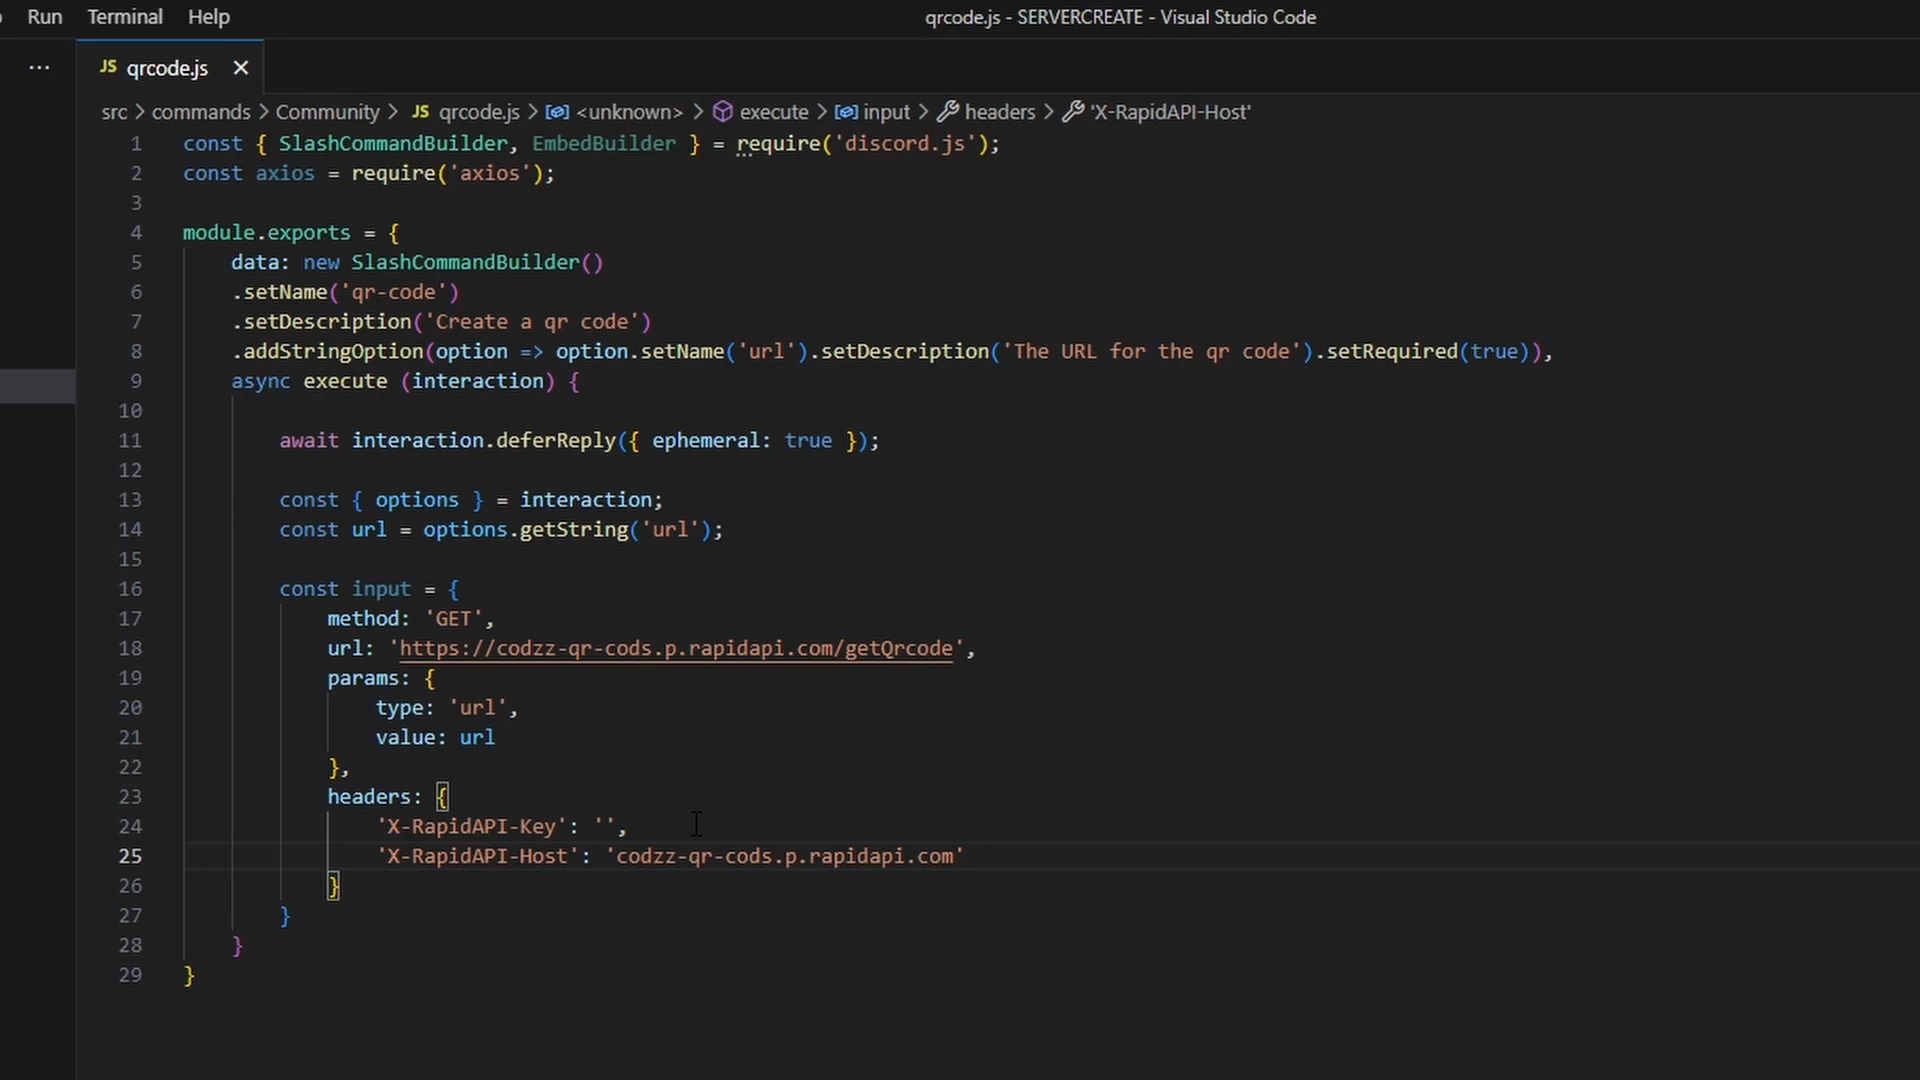 Run Terminal Help qrcode.js - SERVERCREATE - Visual Studio Code
... JS qrcode.js ×
src > commands > Community > JS qrcode.js > <unknown> > execute > input > headers > 'X-RapidAPI-Host'
1 const { SlashCommandBuilder, EmbedBuilder } = require('discord.js');
2 const axios = require('axios');
3
4 module.exports = {
5 data: new SlashCommandBuilder()
6 .setName('qr-code')
7 .setDescription('Create a qr code')
8 .addStringOption(option => option.setName('url').setDescription('The URL for the qr code').setRequired(true)),
9 async execute (interaction) {
10
11 await interaction.deferReply({ ephemeral: true });
12
13 const { options } = interaction;
14 const url = options.getString('url');
15
16 const input = {
17 method: 'GET',
18 url: 'https://codzz-qr-cods.p.rapidapi.com/getQrcode',
19 params: {
20 type: 'url',
21 value: url
22 },
23 headers: {
24 'X-RapidAPI-Key': '',
25 'X-RapidAPI-Host': 'codzz-qr-cods.p.rapidapi.com'
26 }
27 }
28 }
29 }